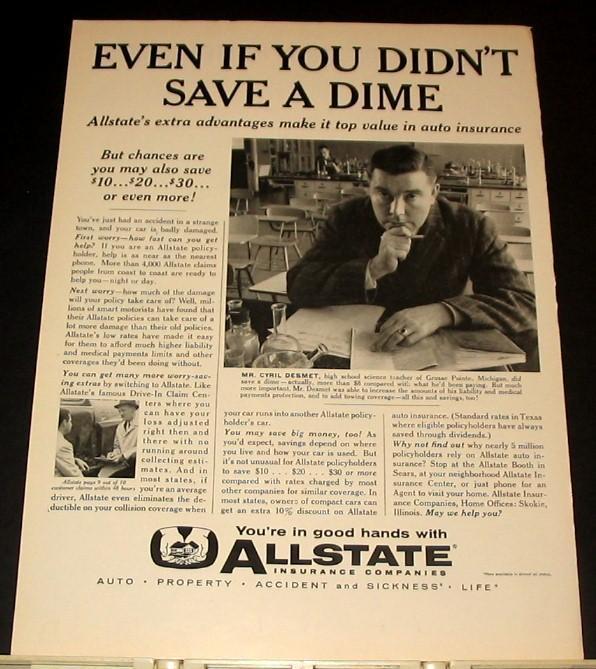 EVEN IF YOU DIDN'T
SAVE A DIME
Allstate's extra advantages make it top value in auto insurance
But chances are
you may also save
$10...$20...$30...
or even more!
You've just had an accident in a strange
town, and your car is badly damaged.
First worry—how fast can you get
help? If you are an Allstate policy-
holder, help is as near as the nearest
phone. More than 4,000 Allstate claims
people from coast to coast are ready to
help you—night or day.
Next worry—how much of the damage
will your policy take care of? Well, mil-
lions of smart motorists have found that
their Allstate policies can take care of a
lot more damage than their old policies.
Allstate's low rates have made it easy
for them to afford much higher liability
and medical payments limits and other
coverages they'd been doing without.
You can get many more worry-sav-
ing extras by switching to Allstate. Like
Allstate's famous Drive-In Claim Cen-
ters where you
can have your
loss adjusted
right then and
there with no
running around
collecting esti-
mates. And in
most states, if
you're an average
Allstate pays 9 out of 10
customer claims within 48 hours
driver, Allstate even eliminates the de-
ductible on your collision coverage when
MR. CYRIL DESMET, high school science teacher of Grosse Pointe, Michigan, did
save a dime—actually, more than $8 compared with what he'd been paying. But much
more important, Mr. Desmet was able to increase the amounts of his liability and medical
payments protection, and to add towing coverage—all this and savings, too!
your car runs into another Allstate policy-
holder's car.
You may save big money, too! As
you'd expect, savings depend on where
you live and how your car is used. But
it's not unusual for Allstate policyholders
to save $10 . . . $20 . . . $30 or more
compared with rates charged by most
other companies for similar coverage. In
most states, owners of compact cars can
get an extra 10% discount on Allstate
auto insurance. (Standard rates in Texas
where eligible policyholders have always
saved through dividends.)
Why not find out why nearly 5 million
policyholders rely on Allstate auto in-
surance? Stop at the Allstate Booth in
Sears, at your neighborhood Allstate In-
surance Center, or just phone for an
Agent to visit your home. Allstate Insur-
ance Companies, Home Offices: Skokie,
Illinois. May we help you?
You're in good hands with
ALLSTATE®
INSURANCE COMPANIES
AUTO · PROPERTY · ACCIDENT and SICKNESS* · LIFE*